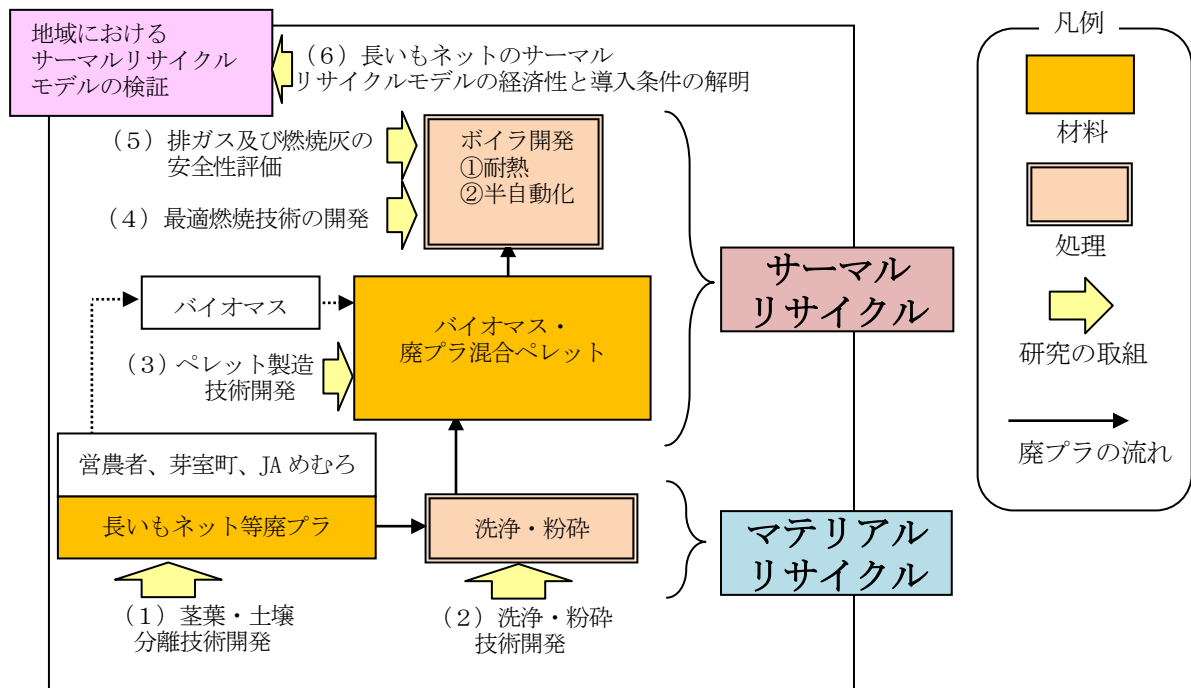 地域における
サーマルリサイクル
モデルの検証
（６）長いもネットのサーマル
リサイクルモデルの経済性と導入条件の解明
（５）排ガス及び燃焼灰の
安全性評価
（４）最適燃焼技術の開発
ボイラ開発
①耐熱
②半自動化
バイオマス
バイオマス・
廃プラ混合ペレット
（３）ペレット製造
技術開発
サーマル
リサイクル
営農者、芽室町、JA めむろ
長いもネット等廃プラ
洗浄・粉砕
マテリアル
リサイクル
（１）茎葉・土壌
分離技術開発
（２）洗浄・粉砕
技術開発
凡例
材料
処理
研究の取組
廃プラの流れ